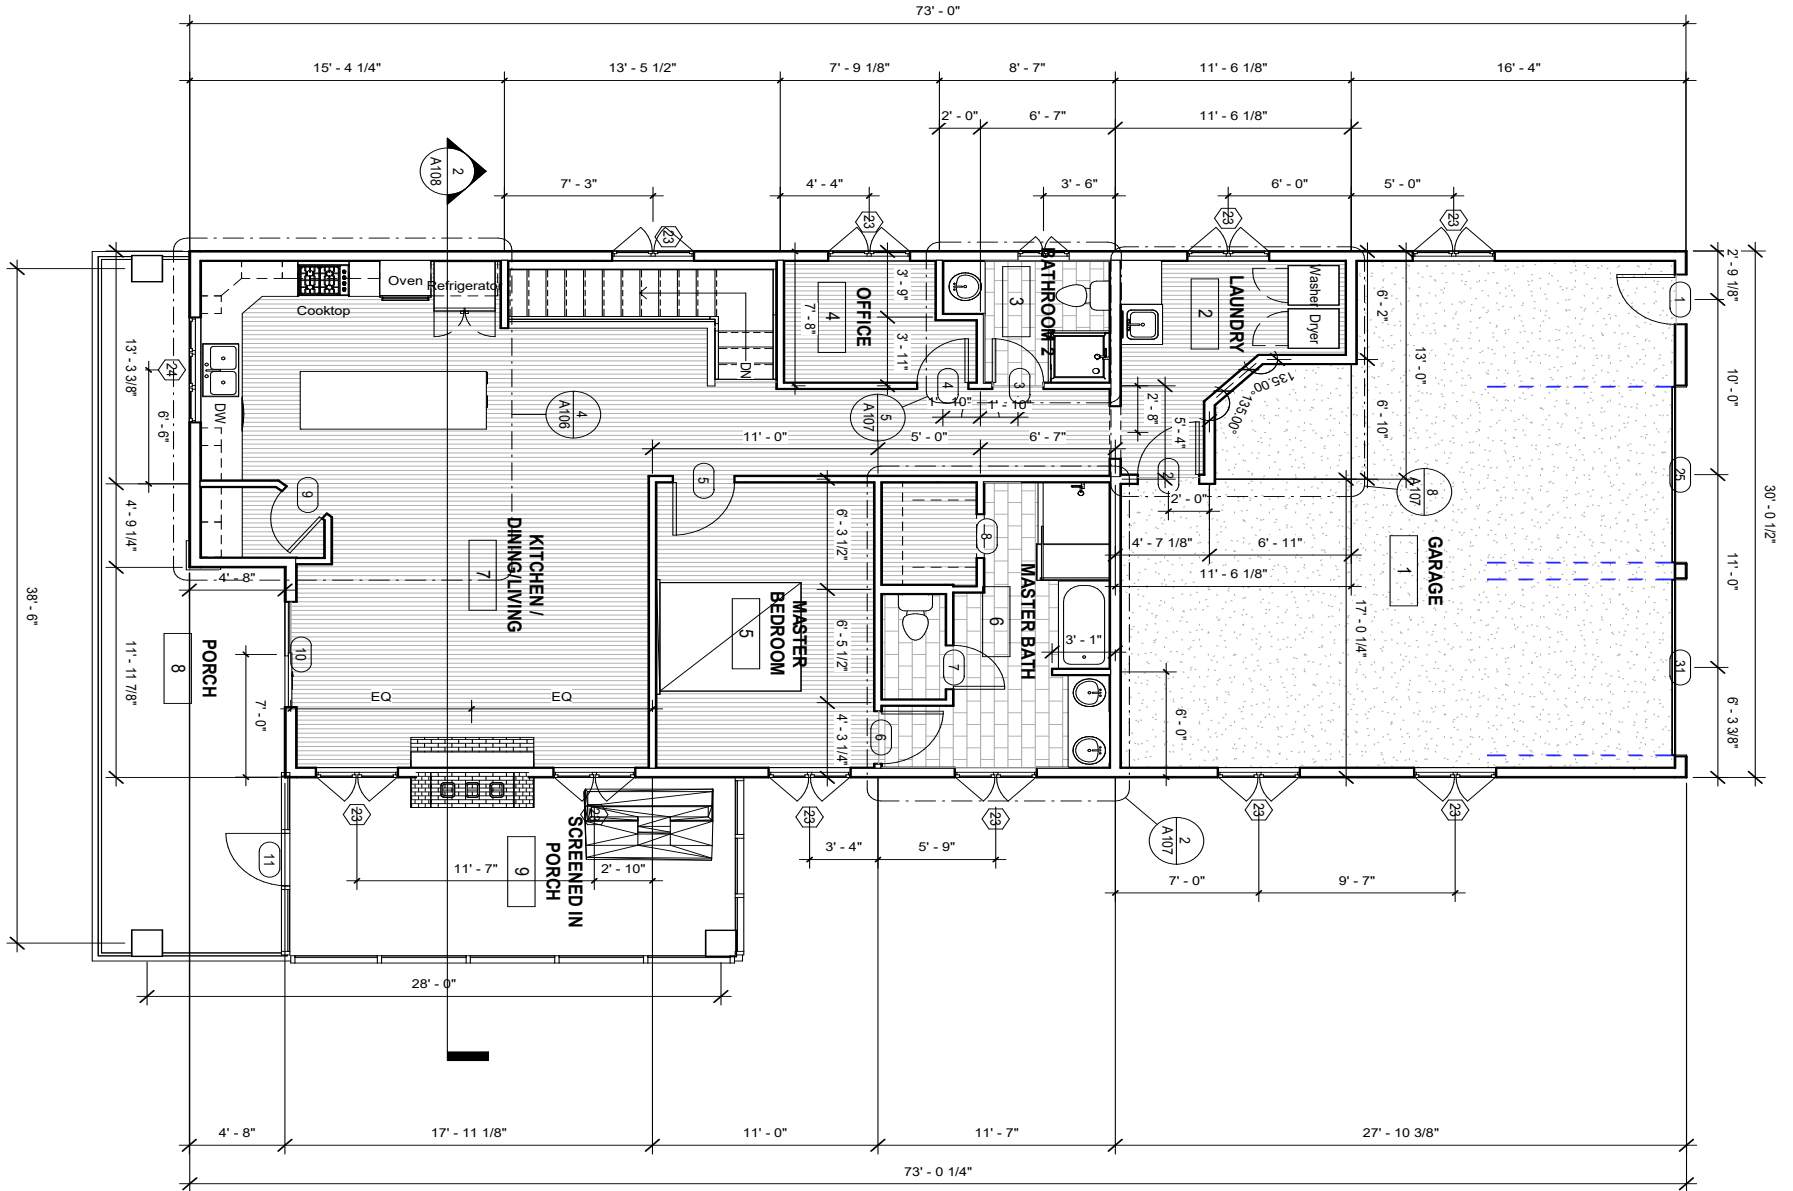 73' - 0"
15' - 4 1/4"
13' - 5 1/2"
7' - 9 1/8"
8' - 7"
11' - 6 1/8"
16' - 4"
2' - 0"
6' - 7"
11' - 6 1/8"
2
A108
7' - 3"
4' - 4"
3' - 6"
6' - 0"
5' - 0"
23
23
23
23
Oven
Refrigerato
Cooktop
DW
DN
OFFICE
4
3' - 9"
7' - 8"
3' - 11"
BATHROOM 2
3
LAUNDRY
2
Washer
Dryer
6' - 2"
13' - 0"
6' - 10"
135.00°
135.00°
2' - 9 1/8"
1
10' - 0"
25
30' - 0 1/2"
11' - 0"
31
6' - 3 3/8"
13' - 3 3/8"
24
6' - 6"
4' - 9 1/4"
38' - 6"
11' - 11 7/8"
4
A106
5
A107
4
3
1' - 10"
1' - 10"
2' - 8"
5' - 4"
2
11' - 0"
5' - 0"
6' - 7"
8
A107
2' - 0"
4' - 7 1/8"
6' - 11"
11' - 6 1/8"
17' - 0 1/4"
GARAGE
1
9
5
8
4' - 8"
KITCHEN /
DINING/LIVING
7
MASTER
BEDROOM
5
6' - 3 1/2"
6' - 5 1/2"
4' - 3 1/4"
MASTER BATH
6
3' - 1"
7
6
6' - 0"
PORCH
8
10
7' - 0"
EQ
EQ
23
23
23
23
23
11
SCREENED IN
PORCH
9
11' - 7"
2' - 10"
3' - 4"
5' - 9"
2
A107
7' - 0"
9' - 7"
28' - 0"
4' - 8"
17' - 11 1/8"
11' - 0"
11' - 7"
27' - 10 3/8"
73' - 0 1/4"